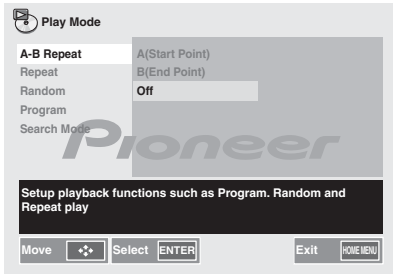 Play Mode
A-B Repeat A(Start Point)
Repeat B(End Point)
Random Off
Program
Search Mode
Pioneer
Setup playback functions such as Program. Random and
Repeat play
Move Select ENTER Exit HOME MENU